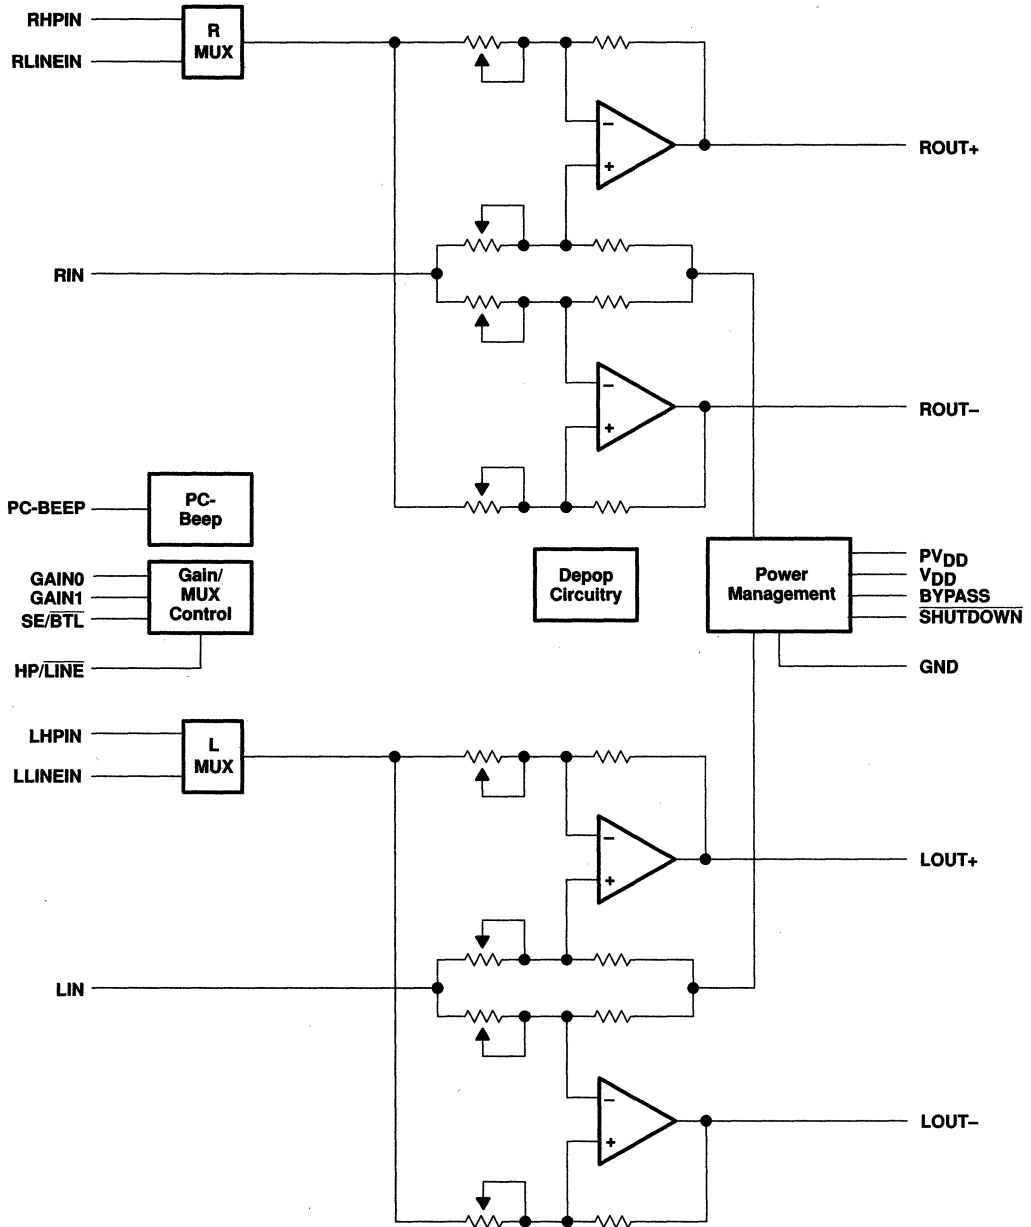 RHPIN
RLINEIN
R
MUX
−
+
ROUT+
RIN
−
+
ROUT−
PC-BEEP
PC-
Beep
GAIN0
GAIN1
SE/BTL
HP/LINE
Gain/
MUX
Control
Depop
Circuitry
Power
Management
PVDD
VDD
BYPASS
SHUTDOWN
GND
LHPIN
LLINEIN
L
MUX
−
+
LOUT+
LIN
−
+
LOUT−